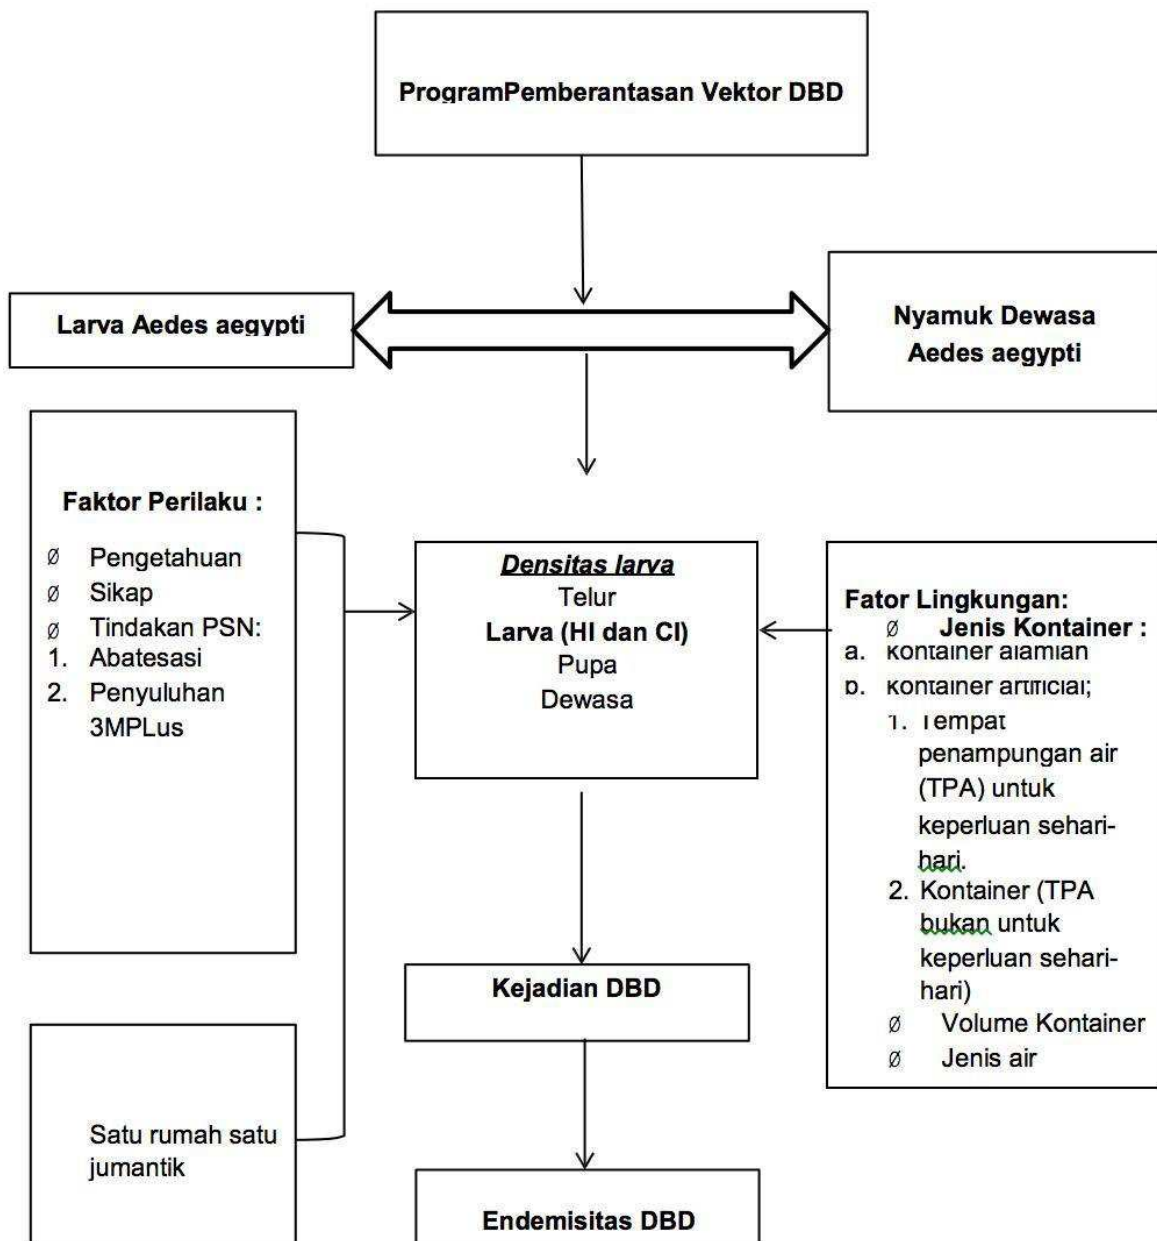 ProgramPemberantasan Vektor DBD
Larva Aedes aegypti
Nyamuk Dewasa
Aedes aegypti
Faktor Perilaku :
Ø Pengetahuan
Ø Sikap
Ø Tindakan PSN:
1. Abatesasi
2. Penyuluhan
3MPLus
Densitas larva
Telur
Larva (HI dan CI)
Pupa
Dewasa
Fator Lingkungan:
Ø Jenis Kontainer :
a. kontainer alamiah
b. kontainer artificial;
1. Tempat
penampungan air
(TPA) untuk
keperluan sehari-
hari.
2. Kontainer (TPA
bukan untuk
keperluan sehari-
hari)
Ø Volume Kontainer
Ø Jenis air
Kejadian DBD
Satu rumah satu
jumantik
Endemisitas DBD